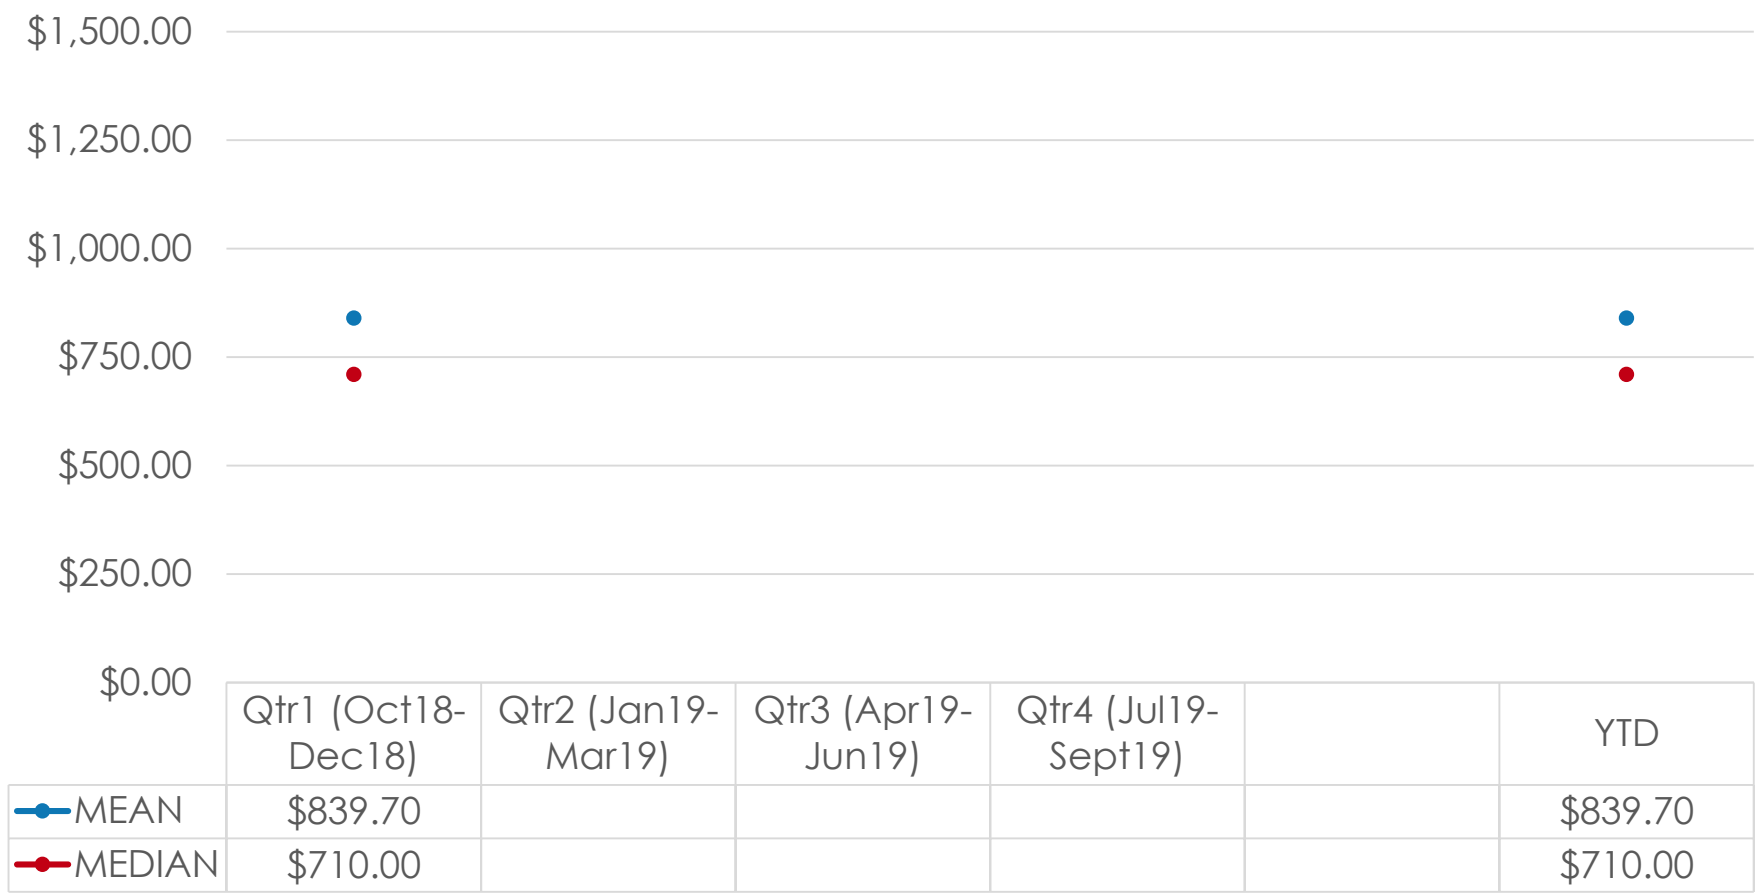 $1,500.00
$1,250.00
$1,000.00
$750.00
$500.00
$250.00
$0.00
Qtr1 (Oct18-
Dec18)
Qtr2 (Jan19-
Mar19)
Qtr3 (Apr19-
Jun19)
Qtr4 (Jul19-
Sept19)
YTD
MEAN $839.70 $839.70
MEDIAN $710.00 $710.00